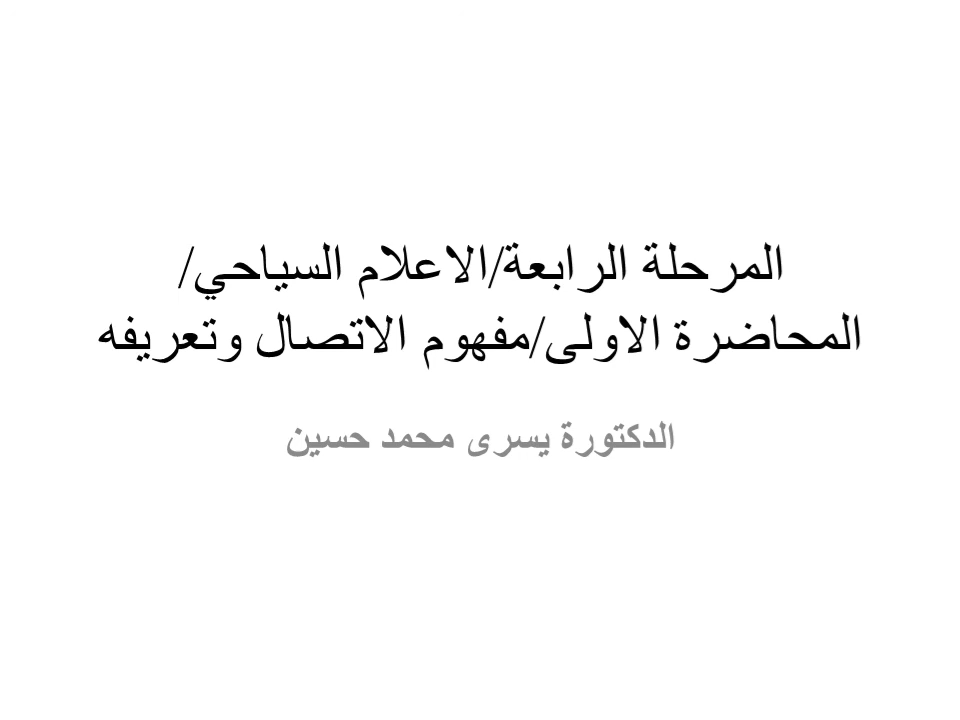 المرحلة الرابعة/الاعلام السياحي/
المحاضرة الاولى/مفهوم الاتصال وتعريفه
الدكتورة يسرى محمد حسين